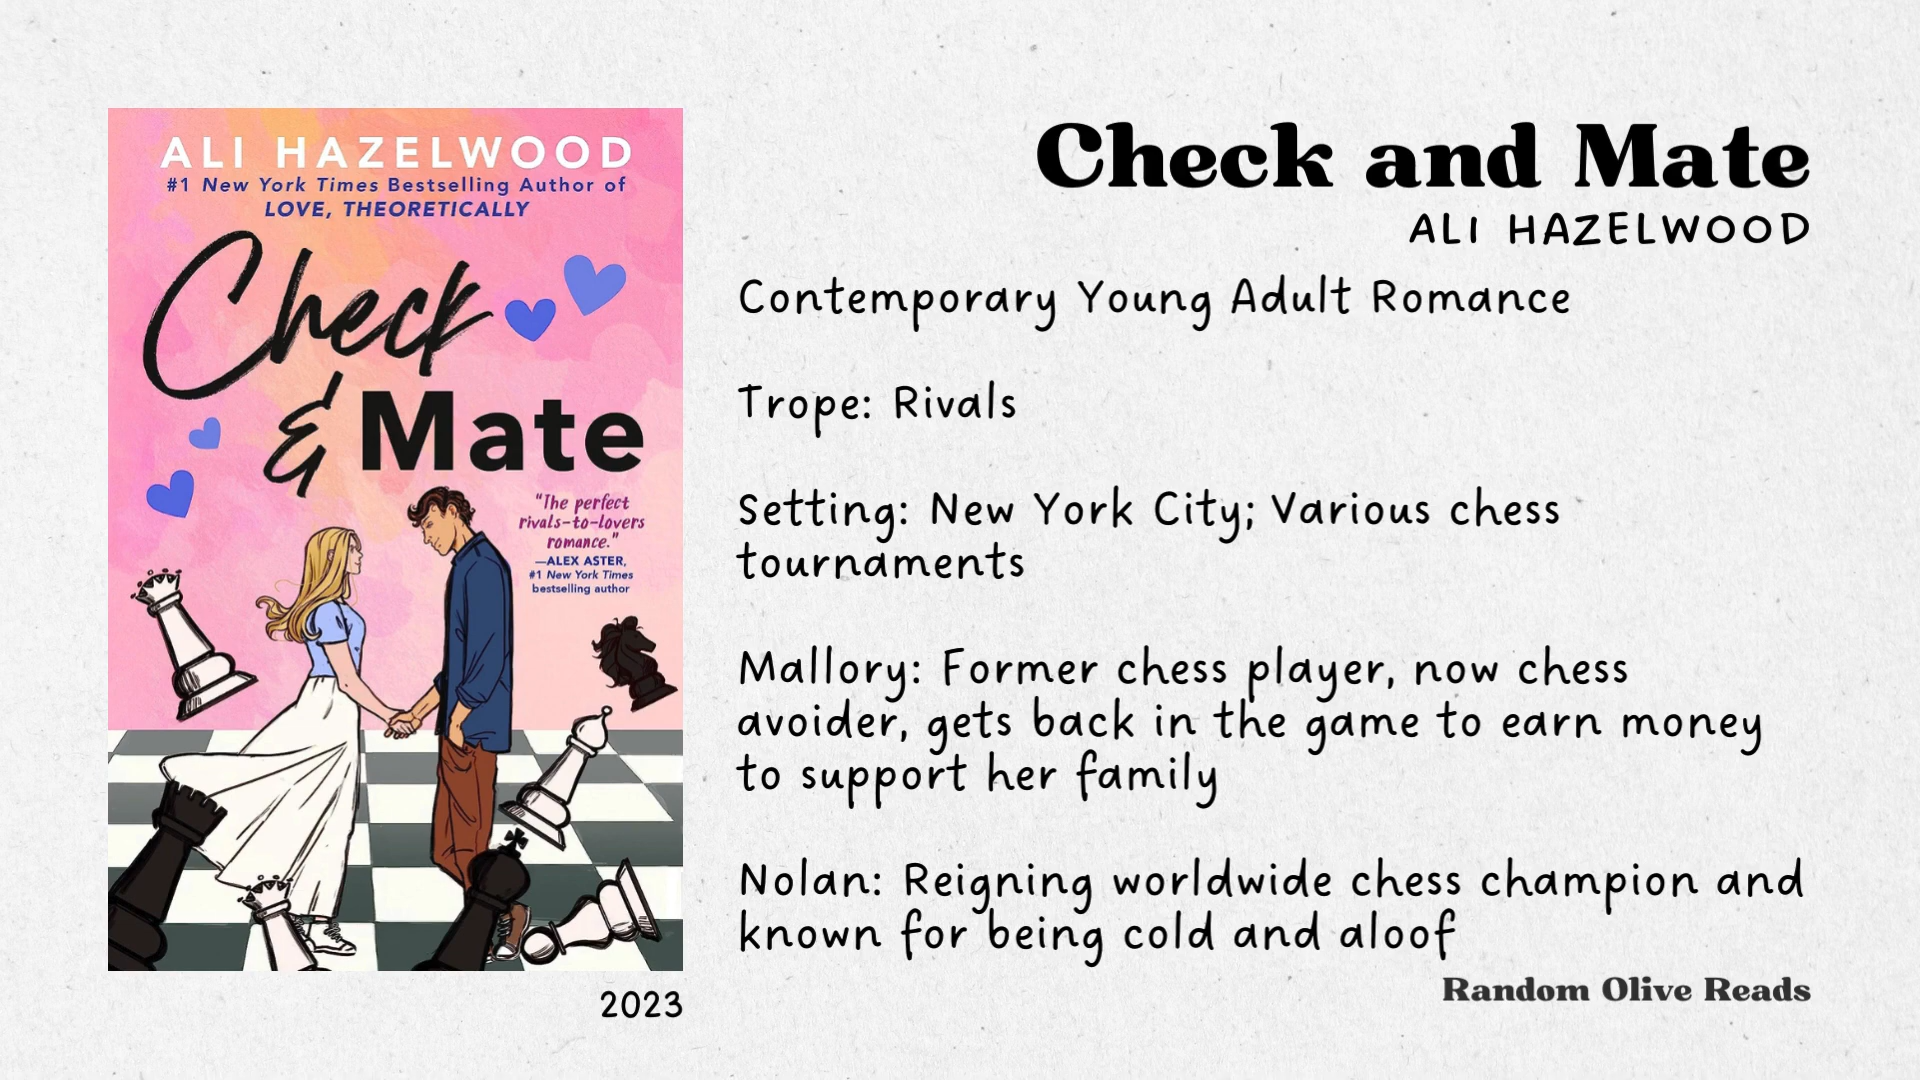 ALI HAZELWOOD
#1 New York Times Bestselling Author of
LOVE, THEORETICALLY
Check
& Mate
"The perfect
rivals-to-lovers
romance."
—ALEX ASTER,
#1 New York Times
bestselling author
2023
Check and Mate
ALI HAZELWOOD
Contemporary Young Adult Romance
Trope: Rivals
Setting: New York City; Various chess
tournaments
Mallory: Former chess player, now chess
avoider, gets back in the game to earn money
to support her family
Nolan: Reigning worldwide chess champion and
known for being cold and aloof
Random Olive Reads